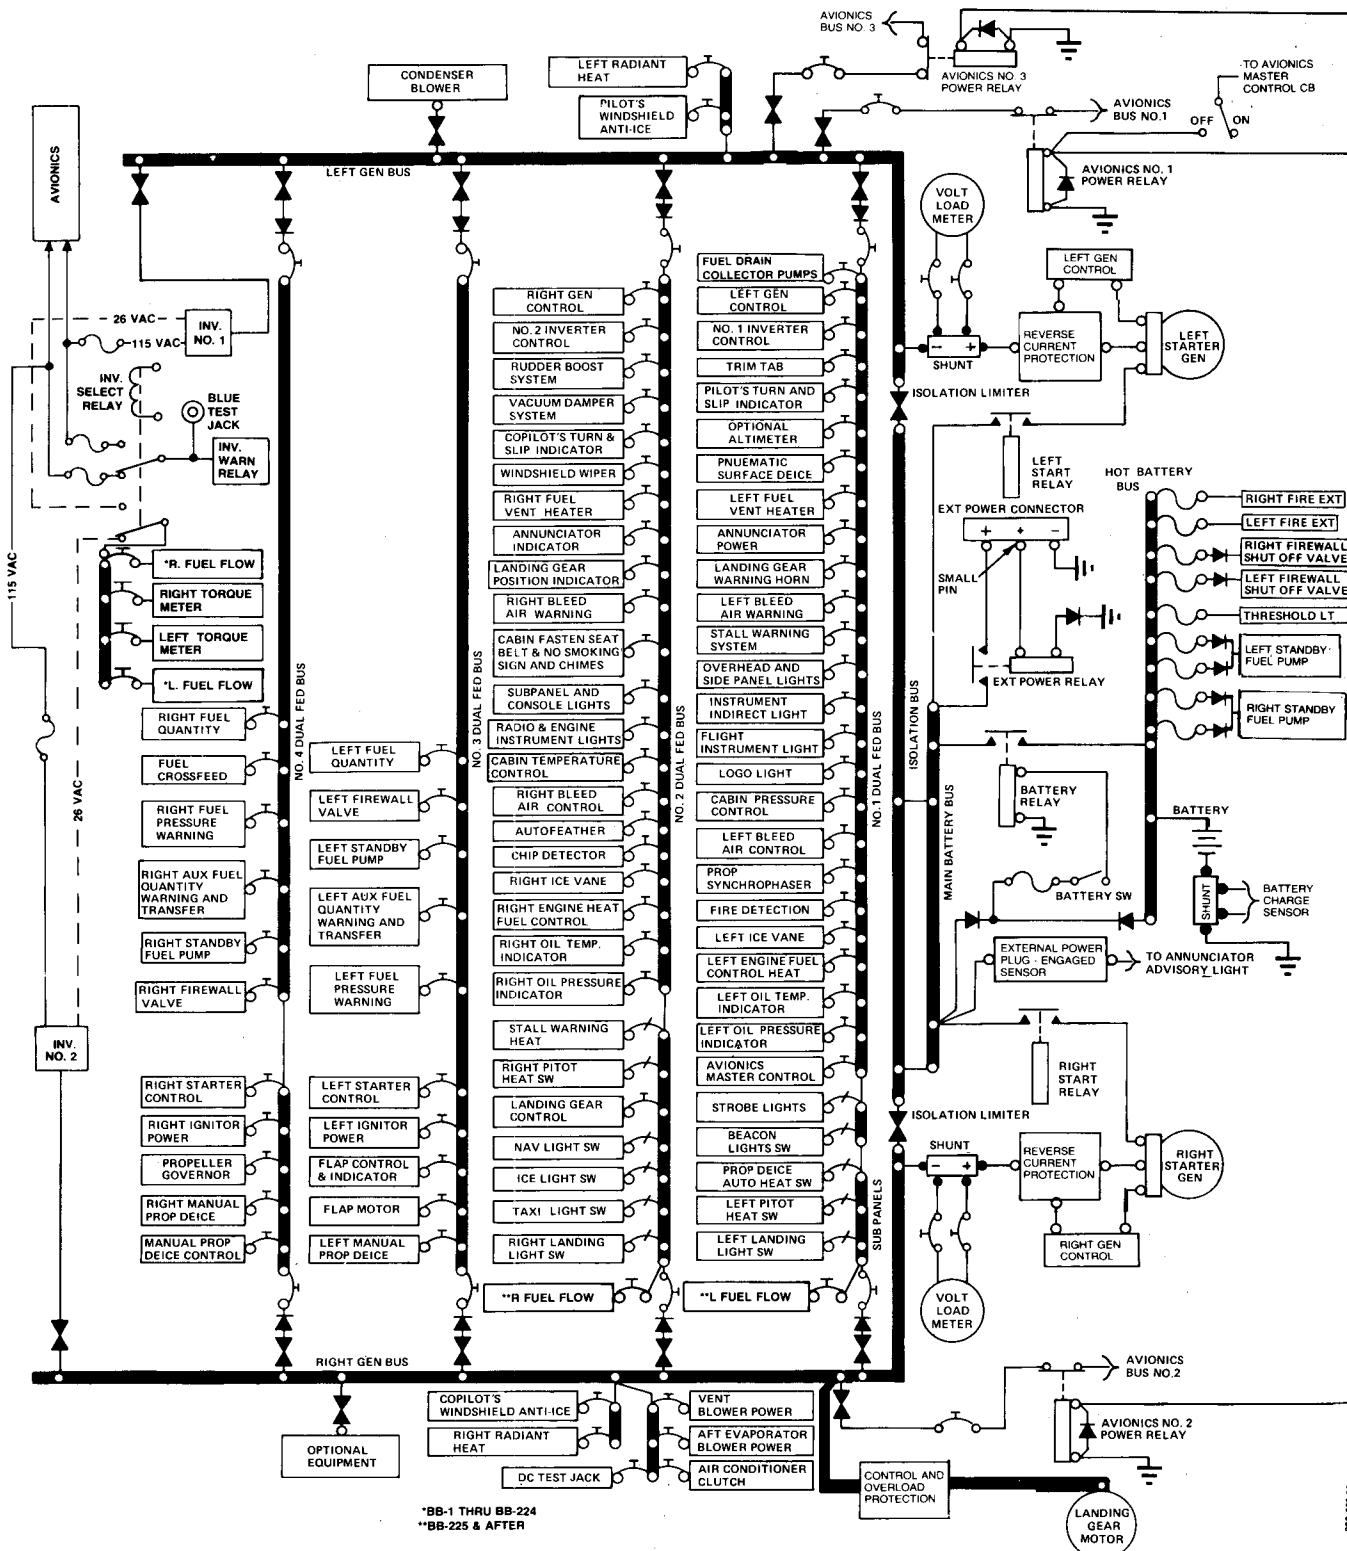 AVIONICS
BUS NO. 3
AVIONICS NO. 3
POWER RELAY
TO AVIONICS
MASTER
CONTROL CB
OFF
ON
CONDENSER
BLOWER
LEFT RADIANT
HEAT
PILOT'S
WINDSHIELD
ANTI-ICE
AVIONICS
BUS NO.1
AVIONICS NO. 1
POWER RELAY
AVIONICS
LEFT GEN BUS
VOLT
LOAD
METER
LEFT GEN
CONTROL
26 VAC
115 VAC
INV.
NO. 1
INV.
SELECT
RELAY
BLUE
TEST
JACK
INV.
WARN
RELAY
115 VAC
26 VAC
*R. FUEL FLOW
RIGHT TORQUE
METER
LEFT TORQUE
METER
*L. FUEL FLOW
INV.
NO. 2
NO. 4 DUAL FED BUS
RIGHT FUEL
QUANTITY
FUEL
CROSSFEED
RIGHT FUEL
PRESSURE
WARNING
RIGHT AUX FUEL
QUANTITY
WARNING AND
TRANSFER
RIGHT STANDBY
FUEL PUMP
RIGHT FIREWALL
VALVE
RIGHT STARTER
CONTROL
RIGHT IGNITOR
POWER
PROPELLER
GOVERNOR
RIGHT MANUAL
PROP DEICE
MANUAL PROP
DEICE CONTROL
NO. 3 DUAL FED BUS
LEFT FUEL
QUANTITY
LEFT FIREWALL
VALVE
LEFT STANDBY
FUEL PUMP
LEFT AUX FUEL
QUANTITY
WARNING AND
TRANSFER
LEFT FUEL
PRESSURE
WARNING
LEFT STARTER
CONTROL
LEFT IGNITOR
POWER
FLAP CONTROL
& INDICATOR
FLAP MOTOR
LEFT MANUAL
PROP DEICE
NO. 2 DUAL FED BUS
RIGHT GEN
CONTROL
NO. 2 INVERTER
CONTROL
RUDDER BOOST
SYSTEM
VACUUM DAMPER
SYSTEM
COPILOT'S TURN &
SLIP INDICATOR
WINDSHIELD WIPER
RIGHT FUEL
VENT HEATER
ANNUNCIATOR
INDICATOR
LANDING GEAR
POSITION INDICATOR
RIGHT BLEED
AIR WARNING
CABIN FASTEN SEAT
BELT & NO SMOKING
SIGN AND CHIMES
SUBPANEL AND
CONSOLE LIGHTS
RADIO & ENGINE
INSTRUMENT LIGHTS
CABIN TEMPERATURE
CONTROL
RIGHT BLEED
AIR CONTROL
AUTOFEATHER
CHIP DETECTOR
RIGHT ICE VANE
RIGHT ENGINE HEAT
FUEL CONTROL
RIGHT OIL TEMP.
INDICATOR
RIGHT OIL PRESSURE
INDICATOR
STALL WARNING
HEAT
RIGHT PITOT
HEAT SW
LANDING GEAR
CONTROL
NAV LIGHT SW
ICE LIGHT SW
TAXI LIGHT SW
RIGHT LANDING
LIGHT SW
**R FUEL FLOW
NO.1 DUAL FED BUS
FUEL DRAIN
COLLECTOR PUMPS
LEFT GEN
CONTROL
NO. 1 INVERTER
CONTROL
TRIM TAB
PILOT'S TURN AND
SLIP INDICATOR
OPTIONAL
ALTIMETER
PNUEMATIC
SURFACE DEICE
LEFT FUEL
VENT HEATER
ANNUNCIATOR
POWER
LANDING GEAR
WARNING HORN
LEFT BLEED
AIR WARNING
STALL WARNING
SYSTEM
OVERHEAD AND
SIDE PANEL LIGHTS
INSTRUMENT
INDIRECT LIGHT
FLIGHT
INSTRUMENT LIGHT
LOGO LIGHT
CABIN PRESSURE
CONTROL
LEFT BLEED
AIR CONTROL
PROP
SYNCHROPHASER
FIRE DETECTION
LEFT ICE VANE
LEFT ENGINE FUEL
CONTROL HEAT
LEFT OIL TEMP.
INDICATOR
LEFT OIL PRESSURE
INDICATOR
AVIONICS
MASTER CONTROL
STROBE LIGHTS
BEACON
LIGHTS SW
PROP DEICE
AUTO HEAT SW
LEFT PITOT
HEAT SW
LEFT LANDING
LIGHT SW
**L FUEL FLOW
SUB PANELS
ISOLATION BUS
MAIN BATTERY BUS
SHUNT
- +
REVERSE
CURRENT
PROTECTION
LEFT
STARTER
GEN
ISOLATION LIMITER
LEFT
START
RELAY
HOT BATTERY
BUS
EXT POWER CONNECTOR
+ + -
SMALL
PIN
EXT POWER RELAY
RIGHT FIRE EXT
LEFT FIRE EXT
RIGHT FIREWALL
SHUT OFF VALVE
LEFT FIREWALL
SHUT OFF VALVE
THRESHOLD LT
LEFT STANDBY
FUEL PUMP
RIGHT STANDBY
FUEL PUMP
BATTERY
RELAY
BATTERY
BATTERY SW
SHUNT
BATTERY
CHARGE
SENSOR
EXTERNAL POWER
PLUG - ENGAGED
SENSOR
TO ANNUNCIATOR
ADVISORY LIGHT
RIGHT
START
RELAY
ISOLATION LIMITER
SHUNT
- +
REVERSE
CURRENT
PROTECTION
RIGHT
STARTER
GEN
RIGHT GEN
CONTROL
VOLT
LOAD
METER
RIGHT GEN BUS
OPTIONAL
EQUIPMENT
COPILOT'S
WINDSHIELD ANTI-ICE
RIGHT RADIANT
HEAT
DC TEST JACK
VENT
BLOWER POWER
AFT EVAPORATOR
BLOWER POWER
AIR CONDITIONER
CLUTCH
AVIONICS
BUS NO.2
AVIONICS NO. 2
POWER RELAY
CONTROL AND
OVERLOAD
PROTECTION
LANDING
GEAR
MOTOR
*BB-1 THRU BB-224
**BB-225 & AFTER